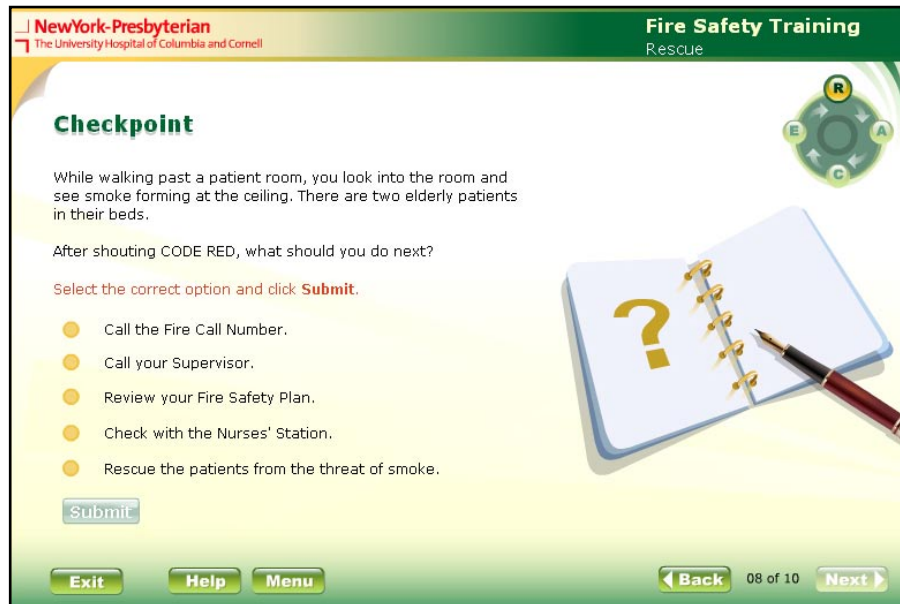 NewYork-Presbyterian
The University Hospital of Columbia and Cornell
Fire Safety Training
Rescue
R
E
A
C
Checkpoint
While walking past a patient room, you look into the room and
see smoke forming at the ceiling. There are two elderly patients
in their beds.
After shouting CODE RED, what should you do next?
Select the correct option and click Submit.
Call the Fire Call Number.
Call your Supervisor.
Review your Fire Safety Plan.
Check with the Nurses' Station.
Rescue the patients from the threat of smoke.
?
Submit
Exit
Help
Menu
Back
08 of 10
Next